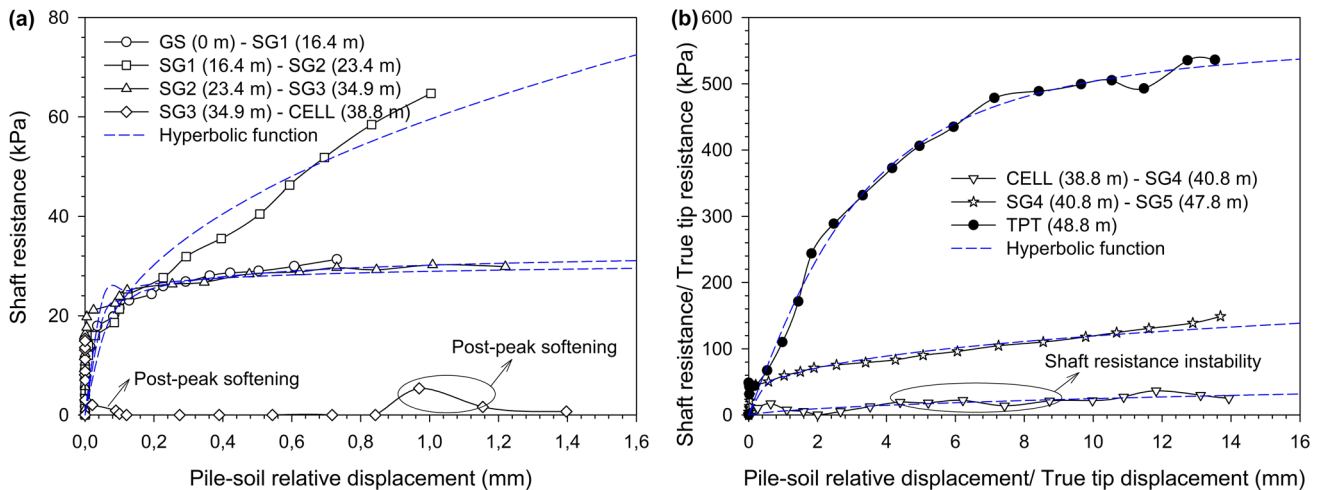 (a)
80
60
40
20
0
Shaft resistance (kPa)
GS (0 m) - SG1 (16.4 m)
SG1 (16.4 m) - SG2 (23.4 m)
SG2 (23.4 m) - SG3 (34.9 m)
SG3 (34.9 m) - CELL (38.8 m)
Hyperbolic function
Post-peak softening
Post-peak softening
0,0 0,2 0,4 0,6 0,8 1,0 1,2 1,4 1,6
Pile-soil relative displacement (mm)
(b)
600
500
400
300
200
100
0
Shaft resistance/ True tip resistance (kPa)
CELL (38.8 m) - SG4 (40.8 m)
SG4 (40.8 m) - SG5 (47.8 m)
TPT (48.8 m)
Hyperbolic function
Shaft resistance instability
0 2 4 6 8 10 12 14 16
Pile-soil relative displacement/ True tip displacement (mm)